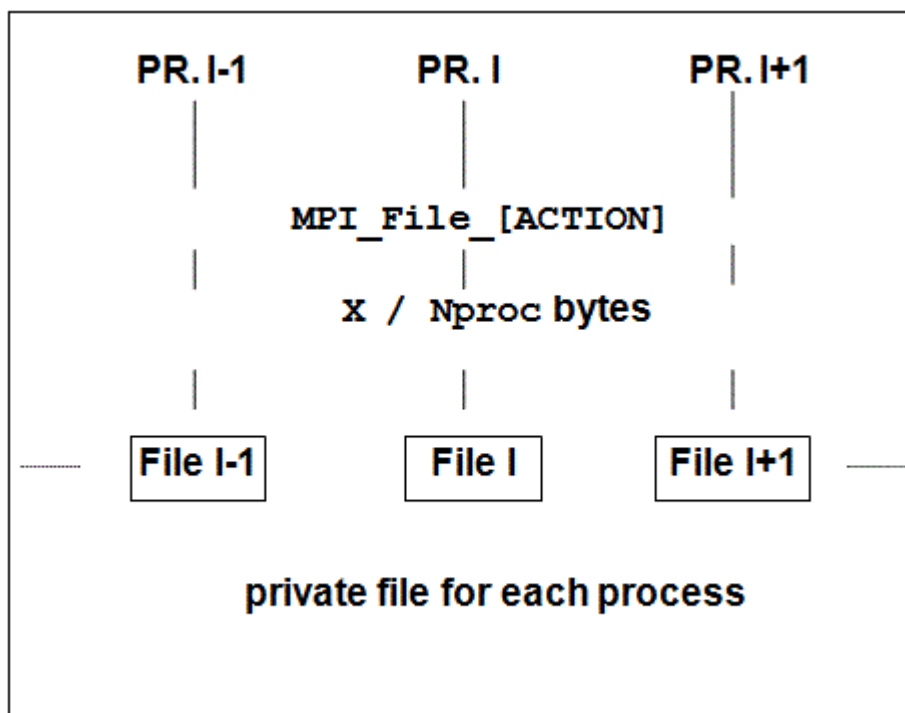 PR. I-1 PR. I PR. I+1
MPI_File_[ACTION]
X / Nproc bytes
File I-1 File I File I+1
private file for each process